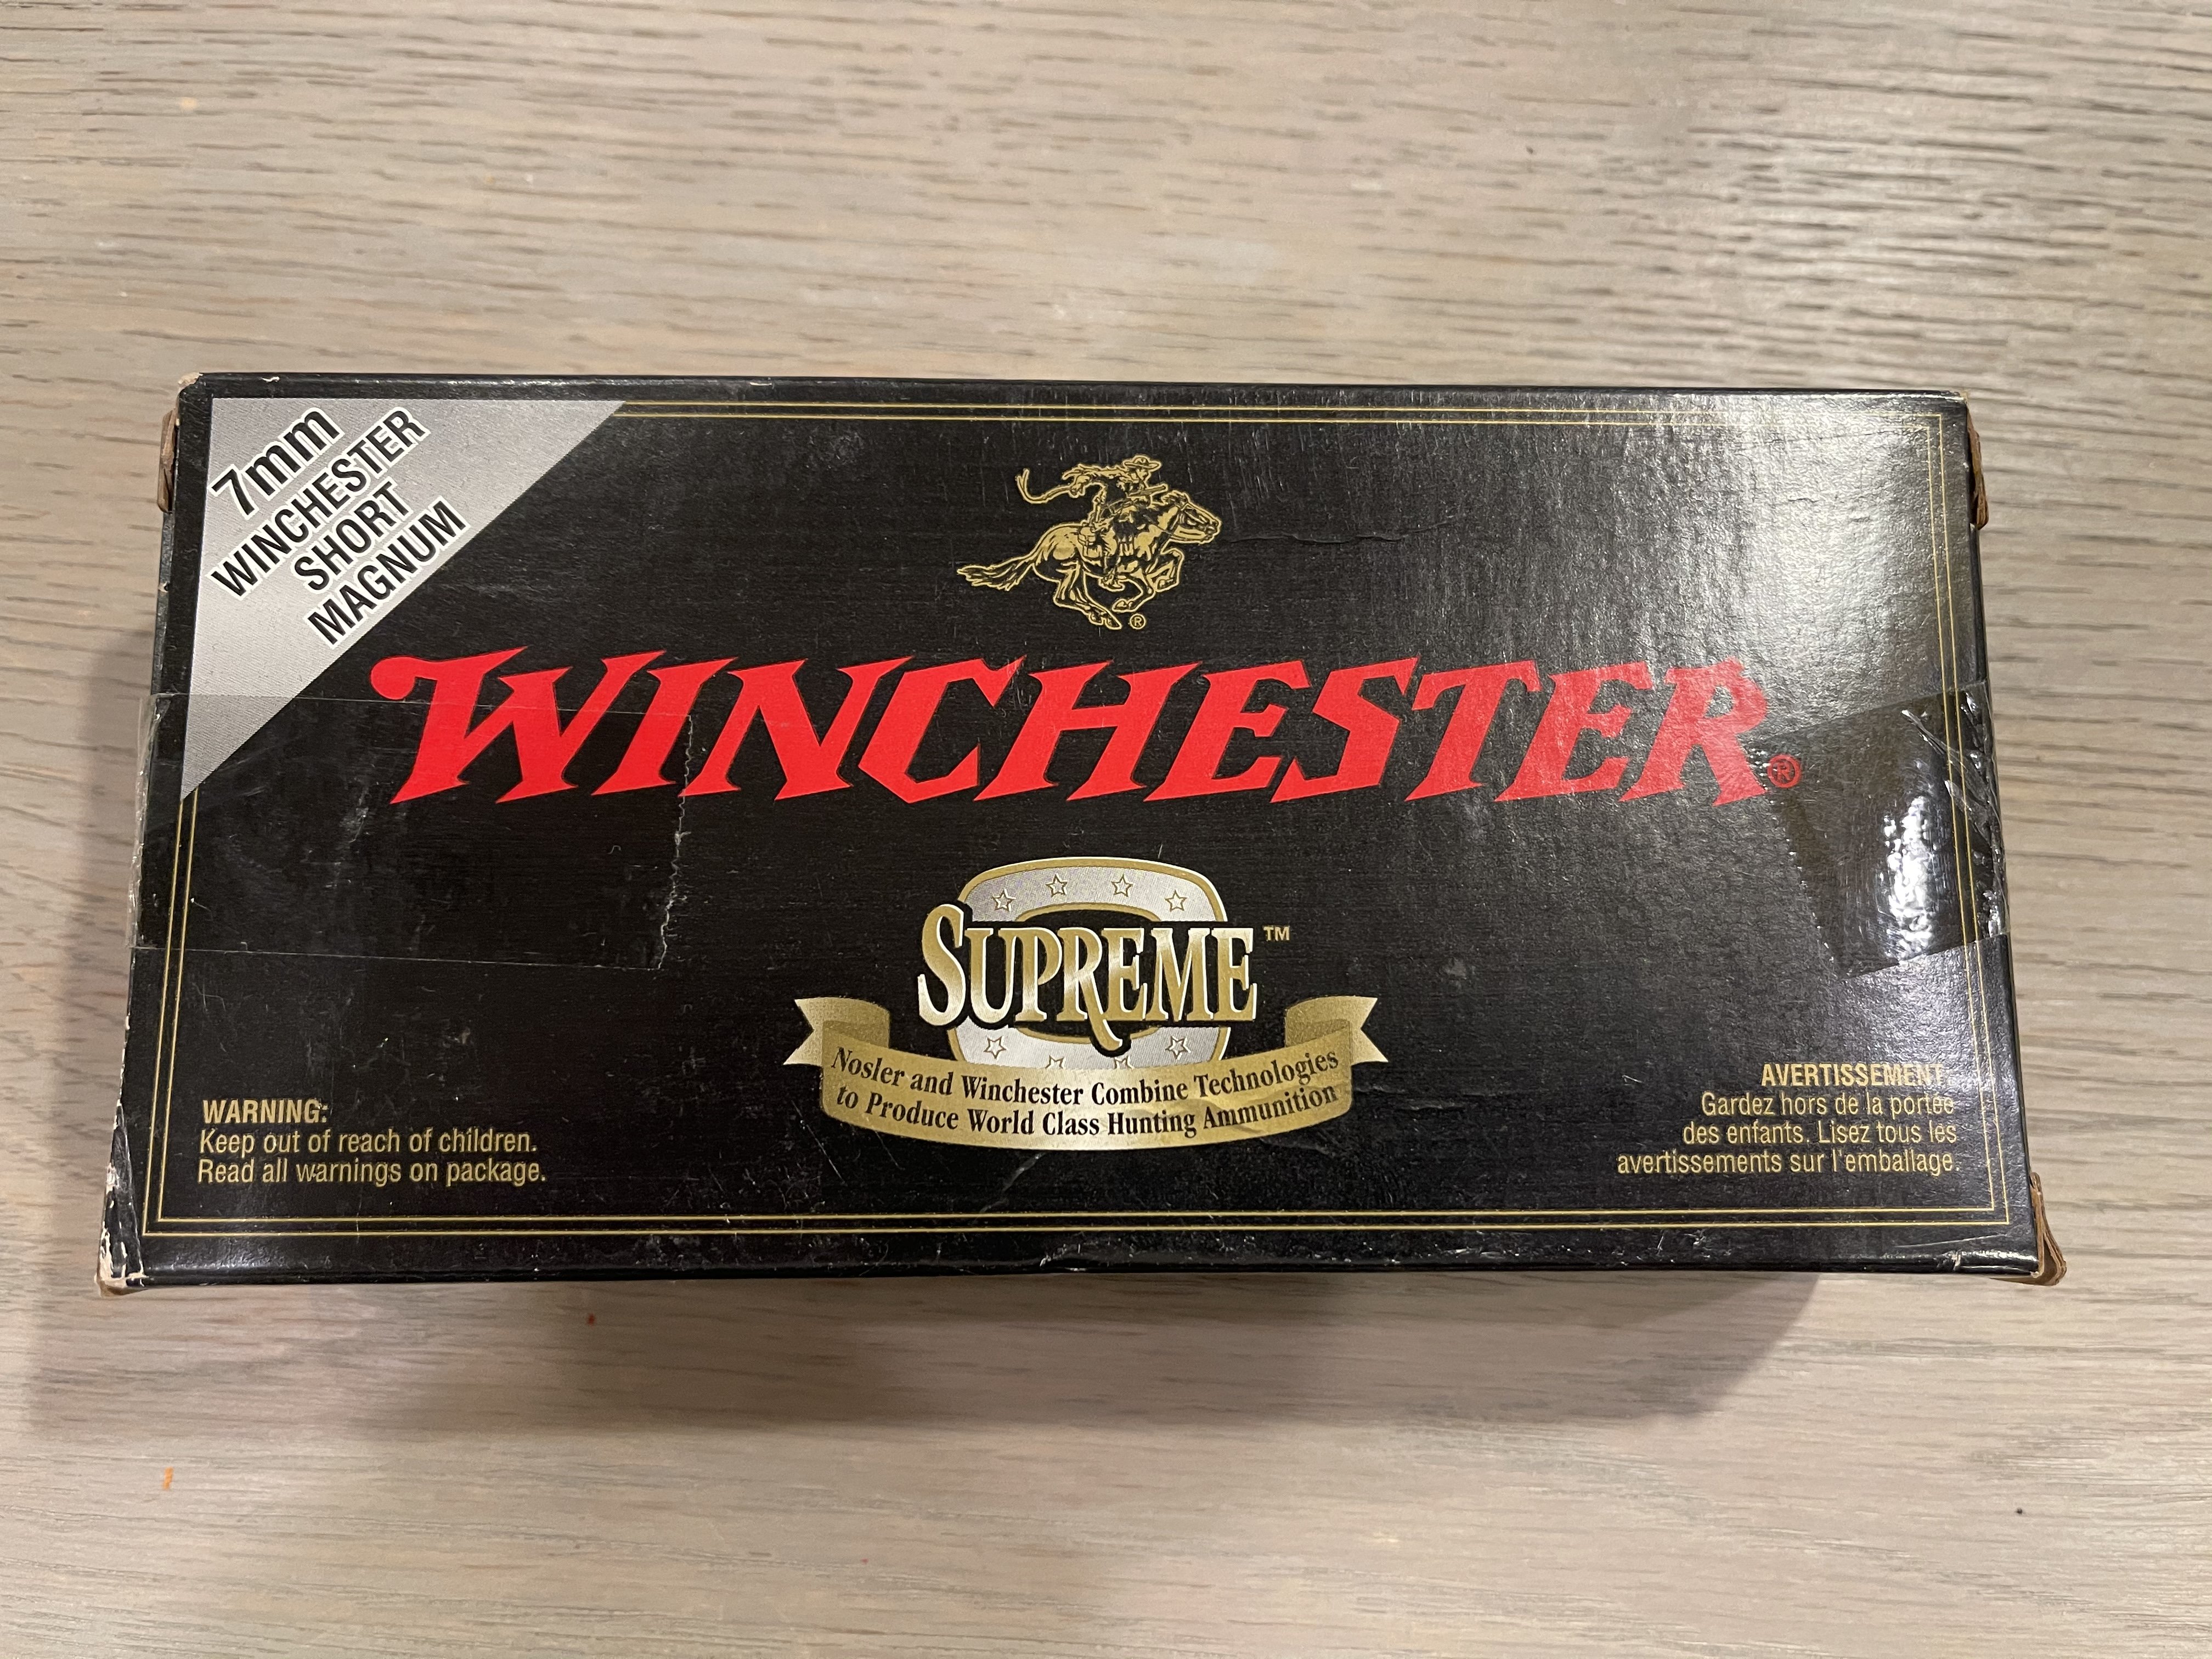 7mm
WINCHESTER
SHORT
MAGNUM
®
WINCHESTER®
SUPREME™
Nosler and Winchester Combine Technologies
to Produce World Class Hunting Ammunition
WARNING:
Keep out of reach of children.
Read all warnings on package.
AVERTISSEMENT:
Gardez hors de la portée
des enfants. Lisez tous les
avertissements sur l'emballage.